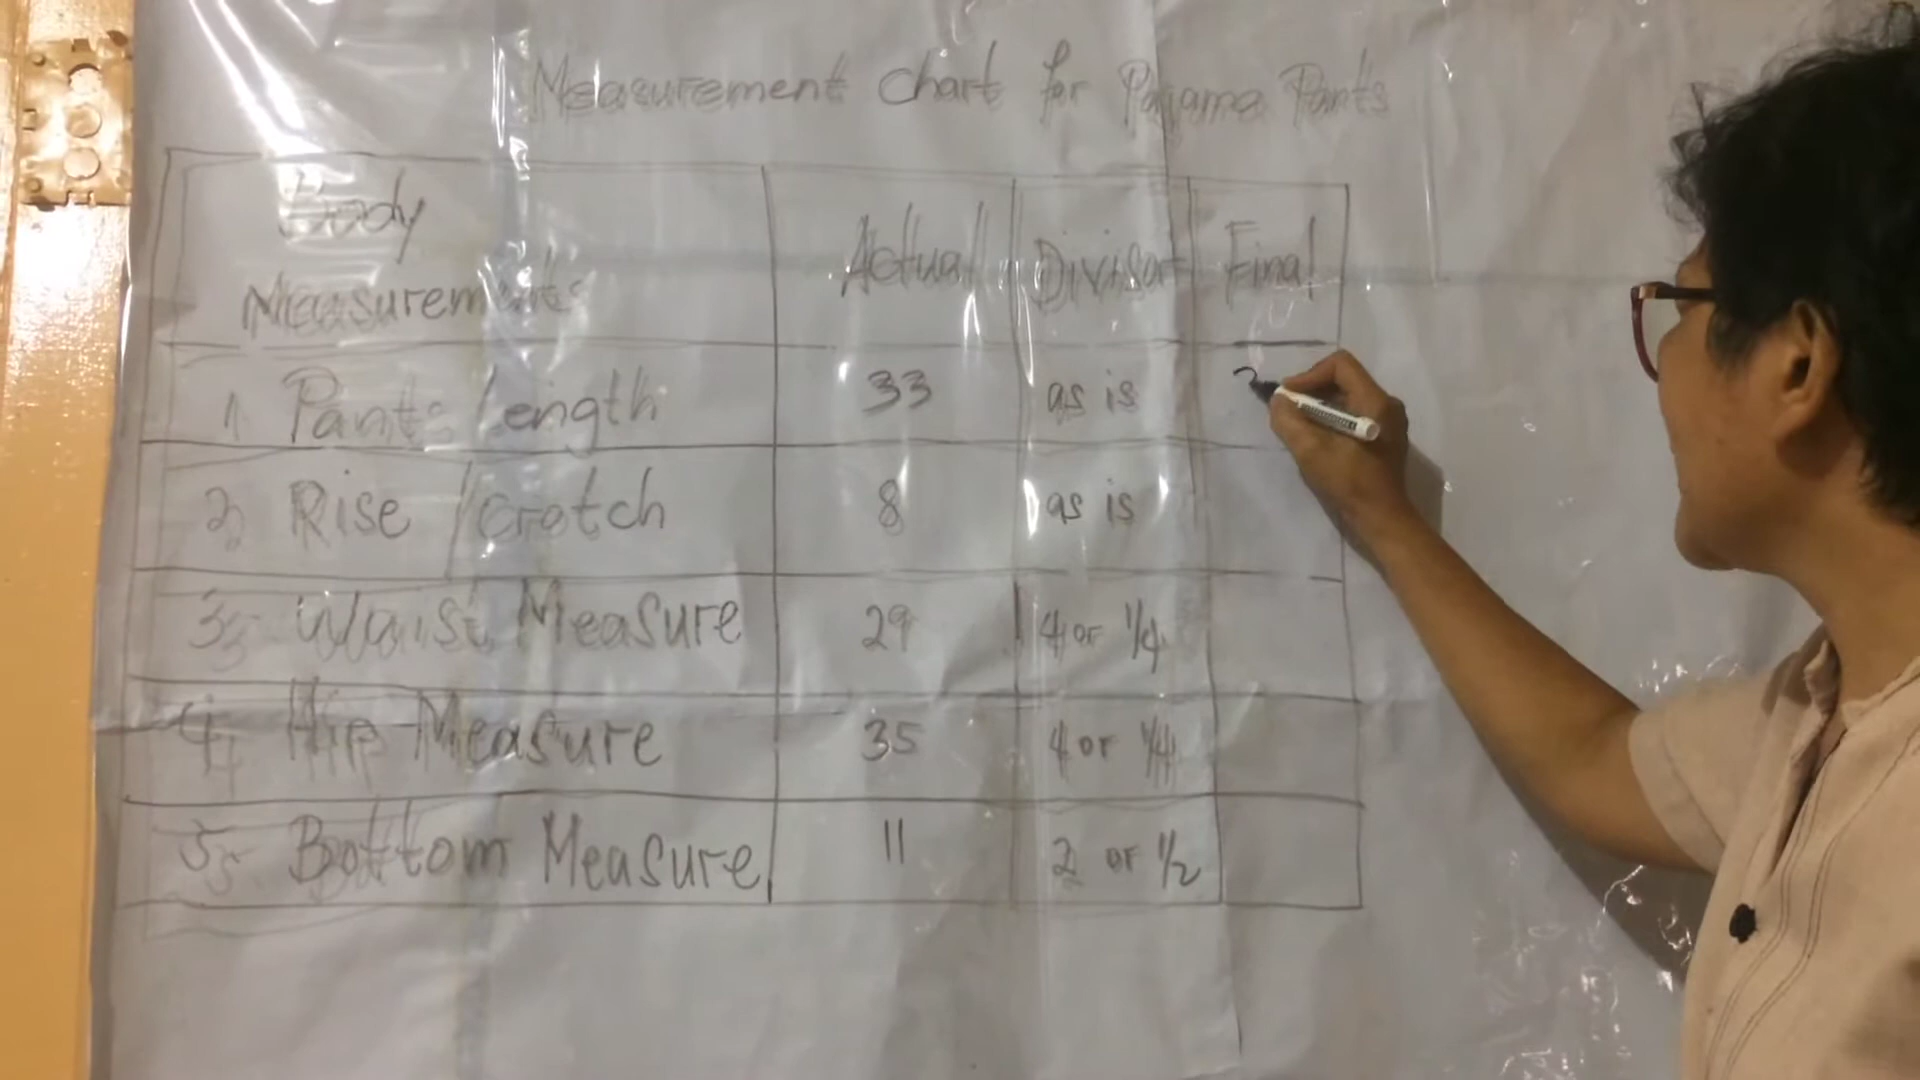 Measurement Chart for Pajama Pants
Body
Measurements
Actual
Divisor
Final
1 Pants Length 33 as is
2 Rise / crotch 8 as is
3 Waist Measure 29 4 or 1/4
4 Hip Measure 35 4 or 1/4
5 Bottom Measure 11 2 or 1/2